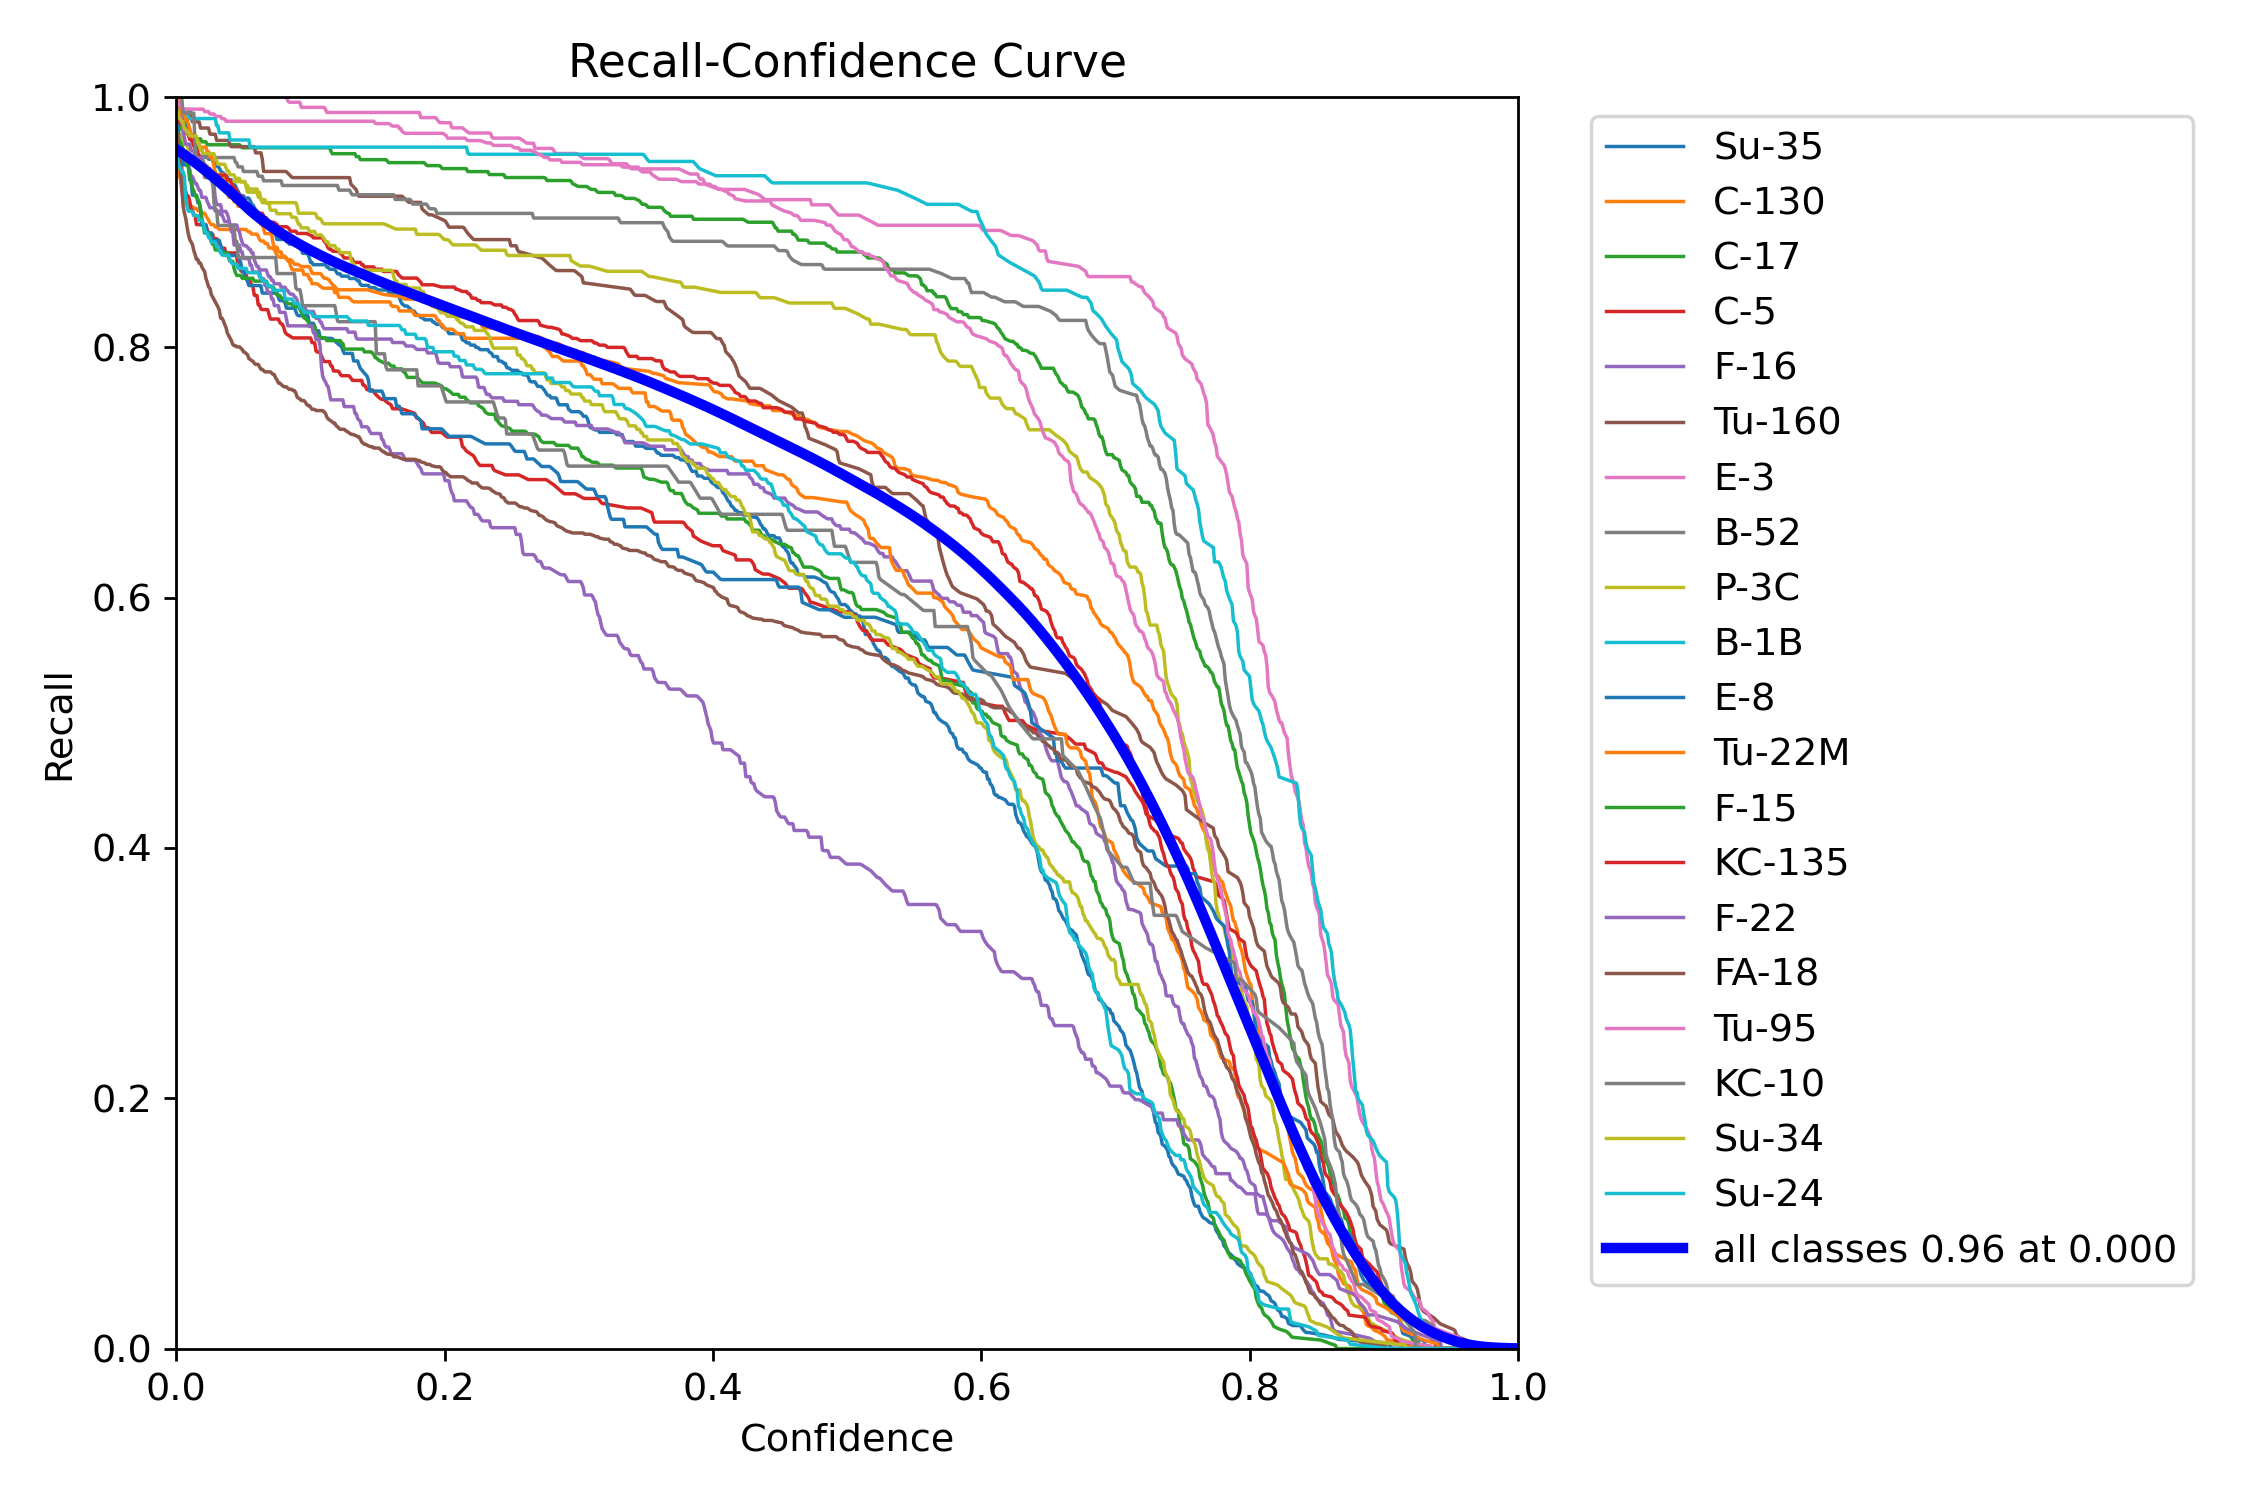 Recall-Confidence Curve
1.0
0.8
0.6
0.4
0.2
0.0
Recall
0.0 0.2 0.4 0.6 0.8 1.0
Confidence
Su-35
C-130
C-17
C-5
F-16
Tu-160
E-3
B-52
P-3C
B-1B
E-8
Tu-22M
F-15
KC-135
F-22
FA-18
Tu-95
KC-10
Su-34
Su-24
all classes 0.96 at 0.000